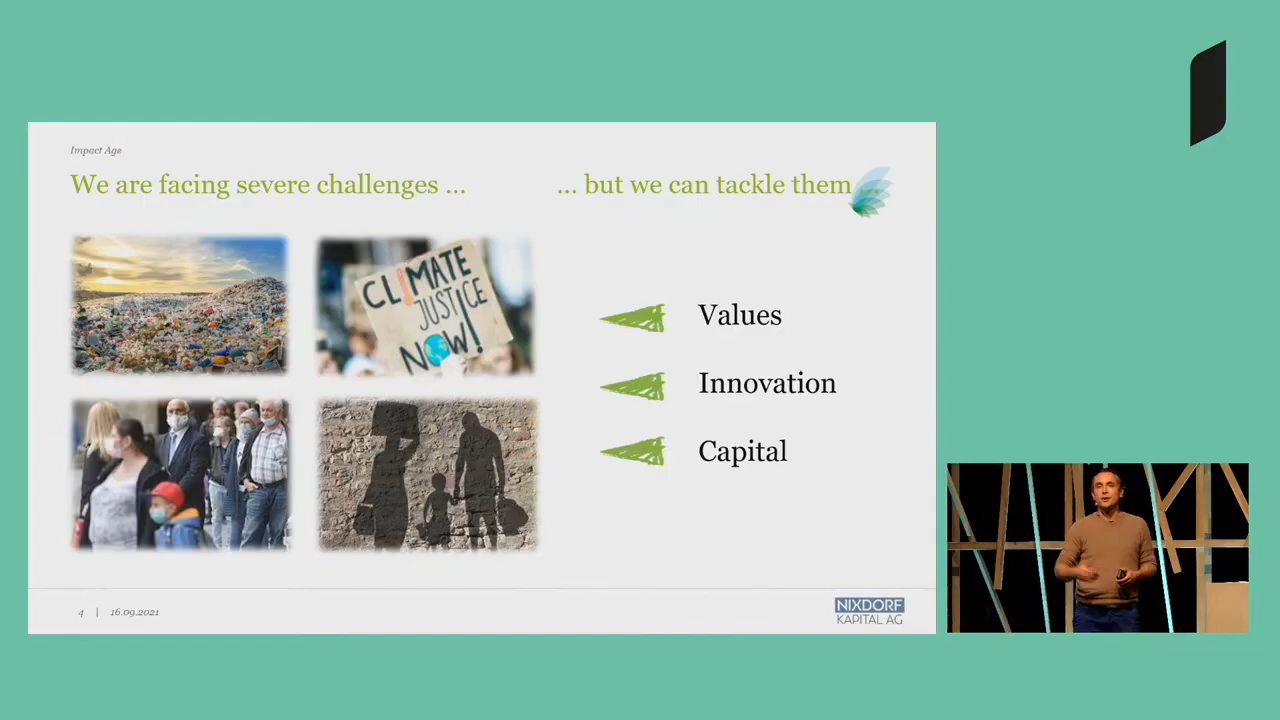 Impact Age
We are facing severe challenges ...
... but we can tackle them
CLIMATE
JUSTICE
NOW!
Values
Innovation
Capital
4 | 16.09.2021
NIXDORF
KAPITAL AG